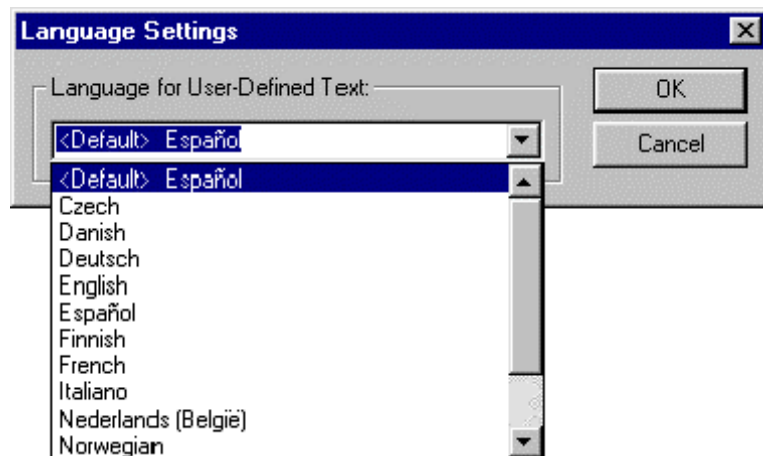 Language Settings
Language for User-Defined Text:
OK
<Default> Español
Cancel
<Default> Español
Czech
Danish
Deutsch
English
Español
Finnish
French
Italiano
Nederlands (België)
Norwegian